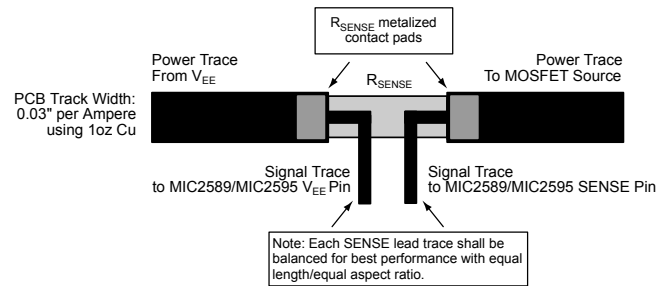 RSENSE metalized
contact pads
Power Trace
From VEE
Power Trace
To MOSFET Source
RSENSE
PCB Track Width:
0.03" per Ampere
using 1oz Cu
Signal Trace
to MIC2589/MIC2595 VEE Pin
Signal Trace
to MIC2589/MIC2595 SENSE Pin
Note: Each SENSE lead trace shall be
balanced for best performance with equal
length/equal aspect ratio.